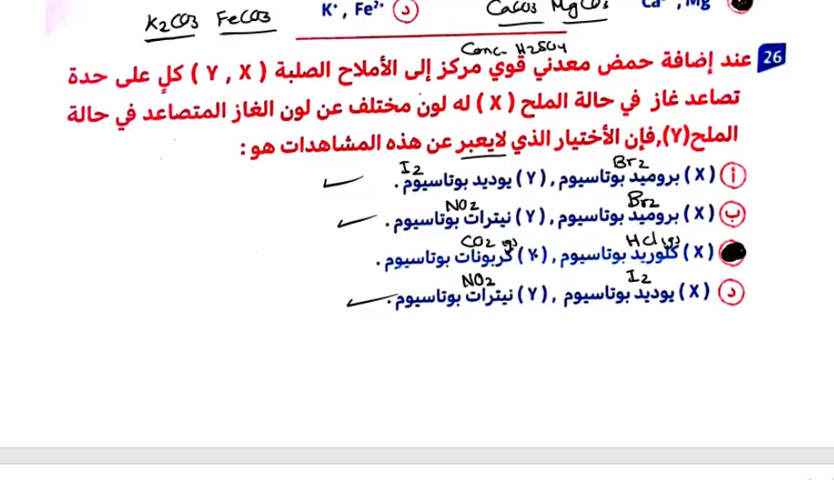 K2CO3 FeCO3 K⁺ , Fe²⁺ د CaCO3 MgCO3 Ca²⁺ , Mg
Conc. H2SO4
26 عند إضافة حمض معدني قوي مركز إلى الأملاح الصلبة ( Y , X ) كلٍ على حدة
تصاعد غاز في حالة الملح ( X ) له لون مختلف عن لون الغاز المتصاعد في حالة
الملح(Y),فإن الأختيار الذي لايعبر عن هذه المشاهدات هو :
Br2 I2
أ ( X ) بروميد بوتاسيوم , ( Y ) يوديد بوتاسيوم .
Br2 NO2
ب ( X ) بروميد بوتاسيوم , ( Y ) نيترات بوتاسيوم .
HCl(g) CO2(g)
( X ) كلوريد بوتاسيوم , ( Y ) كربونات بوتاسيوم .
I2 NO2
د ( X ) يوديد بوتاسيوم , ( Y ) نيترات بوتاسيوم .